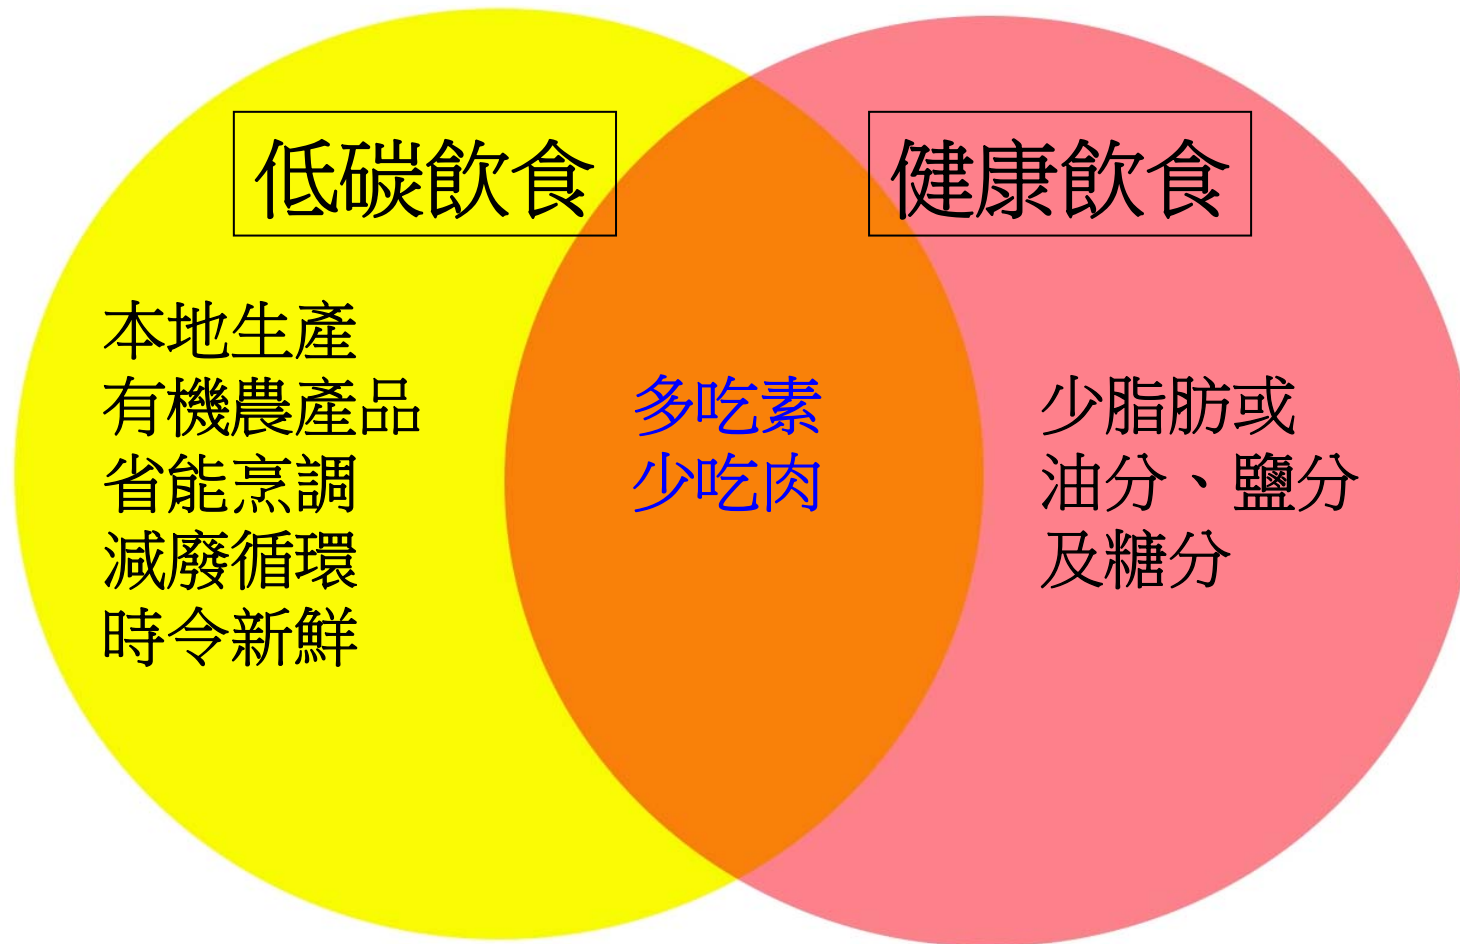 低碳飲食
本地生產
有機農產品
省能烹調
減廢循環
時令新鮮
多吃素
少吃肉
健康飲食
少脂肪或
油分、鹽分
及糖分